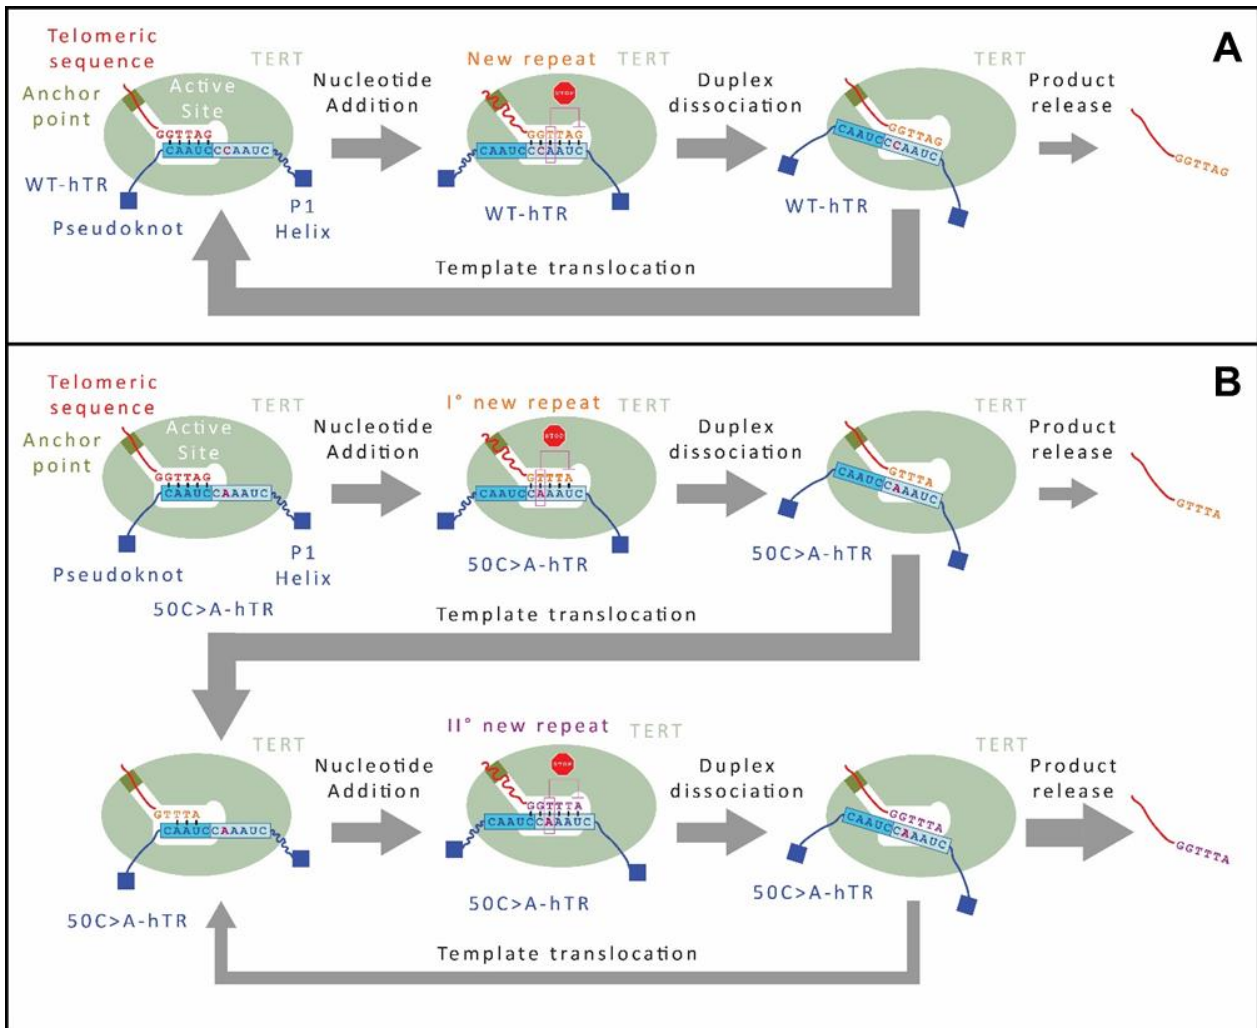 A
Telomeric
sequence
TERT
Anchor
point
Active
Site
GGTTAG
CAAUCCCAAUC
WT-hTR
Pseudoknot
P1
Helix
Nucleotide
Addition
New repeat
TERT
STOP
GGTTAG
CAAUCCCAAUC
WT-hTR
Duplex
dissociation
TERT
GGTTAG
CAAUCCCAAUC
WT-hTR
Product
release
GGTTAG
Template translocation
B
Telomeric
sequence
TERT
Anchor
point
Active
Site
GGTTAG
CAAUCCAAAUC
Pseudoknot
P1
Helix
50C>A-hTR
Nucleotide
Addition
I° new repeat
TERT
STOP
GTTTA
CAAUCCAAAUC
50C>A-hTR
Duplex
dissociation
TERT
GTTTA
CAAUCCAAAUC
50C>A-hTR
Product
release
GTTTA
Template translocation
TERT
GTTTA
CAAUCCAAAUC
50C>A-hTR
Nucleotide
Addition
II° new repeat
TERT
STOP
GGTTTA
CAAUCCAAAUC
50C>A-hTR
Duplex
dissociation
TERT
GGTTTA
CAAUCCAAAUC
50C>A-hTR
Product
release
GGTTTA
Template translocation